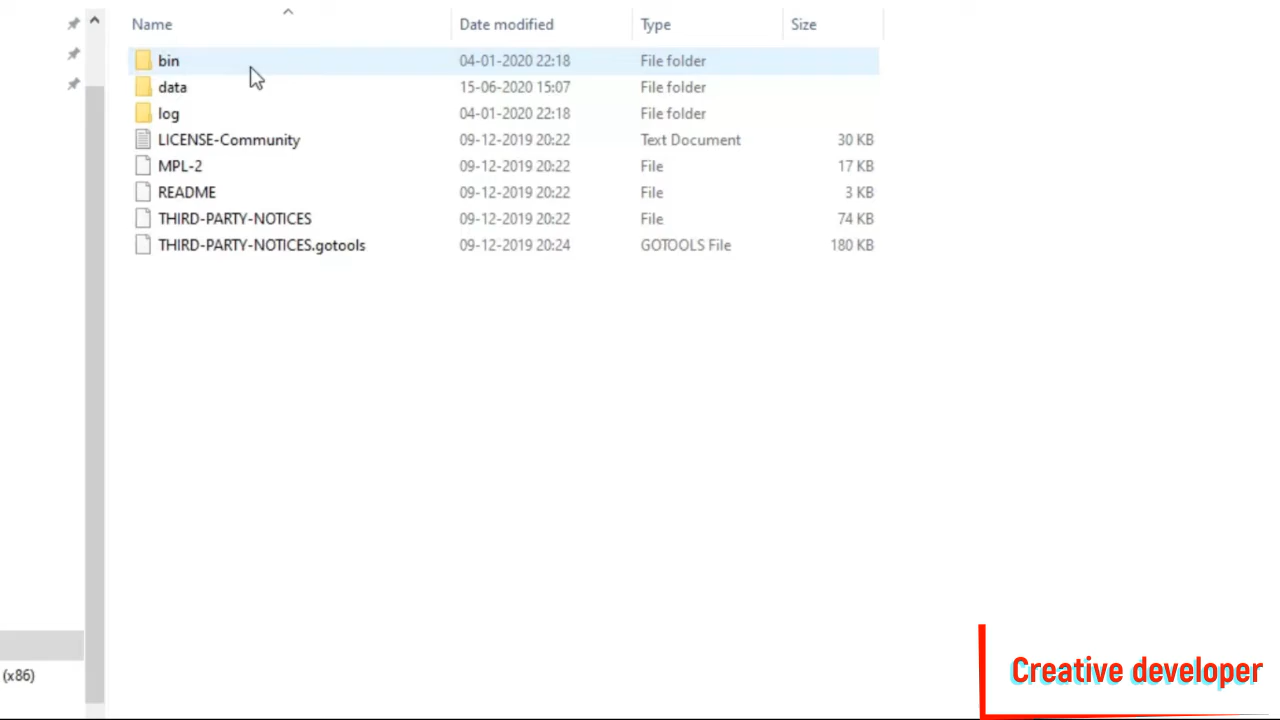 Name Date modified Type Size
bin 04-01-2020 22:18 File folder
data 15-06-2020 15:07 File folder
log 04-01-2020 22:18 File folder
LICENSE-Community 09-12-2019 20:22 Text Document 30 KB
MPL-2 09-12-2019 20:22 File 17 KB
README 09-12-2019 20:22 File 3 KB
THIRD-PARTY-NOTICES 09-12-2019 20:22 File 74 KB
THIRD-PARTY-NOTICES.gotools 09-12-2019 20:24 GOTOOLS File 180 KB
(x86)
Creative developer